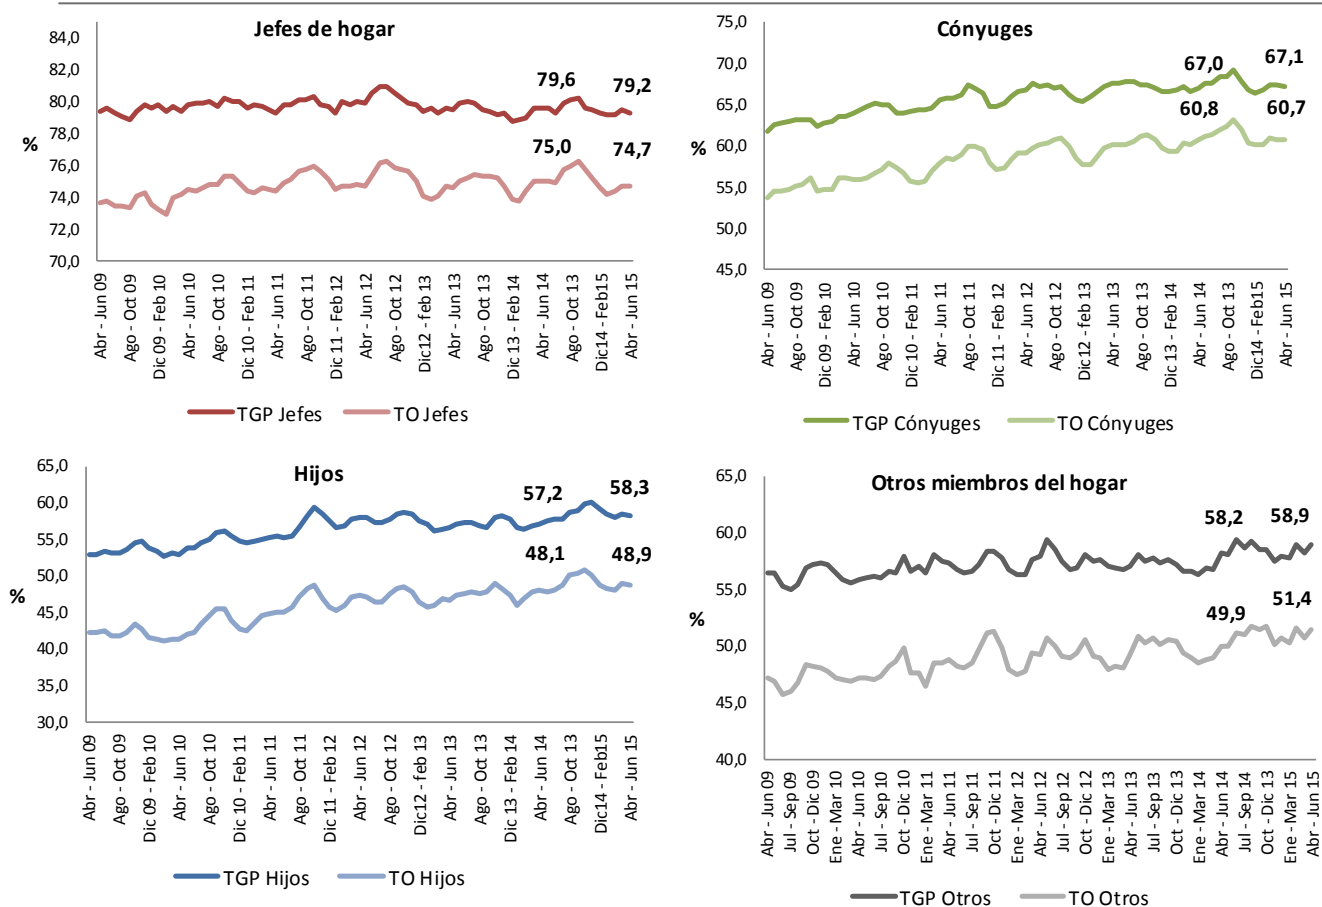 Jefes de hogar
84,0
82,0
80,0
78,0
76,0
74,0
72,0
70,0
%
79,6
79,2
75,0
74,7
Abr - Jun 09
Ago - Oct 09
Dic 09 - Feb 10
Abr - Jun 10
Ago - Oct 10
Dic 10 - Feb 11
Abr - Jun 11
Ago - Oct 11
Dic 11 - Feb 12
Abr - Jun 12
Ago - Oct 12
Dic12 - feb 13
Abr - Jun 13
Ago - Oct 13
Dic 13 - Feb 14
Abr - Jun 14
Ago - Oct 13
Dic14 - Feb15
Abr - Jun 15
TGP Jefes TO Jefes
Cónyuges
75,0
70,0
65,0
60,0
55,0
50,0
45,0
%
67,0
67,1
60,8
60,7
Abr - Jun 09
Ago - Oct 09
Dic 09 - Feb 10
Abr - Jun 10
Ago - Oct 10
Dic 10 - Feb 11
Abr - Jun 11
Ago - Oct 11
Dic 11 - Feb 12
Abr - Jun 12
Ago - Oct 12
Dic12 - feb 13
Abr - Jun 13
Ago - Oct 13
Dic 13 - Feb 14
Abr - Jun 14
Ago - Oct 13
Dic14 - Feb15
Abr - Jun 15
TGP Cónyuges TO Cónyuges
Hijos
65,0
60,0
55,0
50,0
45,0
40,0
35,0
30,0
%
57,2
58,3
48,1
48,9
Abr - Jun 09
Ago - Oct 09
Dic 09 - Feb 10
Abr - Jun 10
Ago - Oct 10
Dic 10 - Feb 11
Abr - Jun 11
Ago - Oct 11
Dic 11 - Feb 12
Abr - Jun 12
Ago - Oct 12
Dic12 - feb 13
Abr - Jun 13
Ago - Oct 13
Dic 13 - Feb 14
Abr - Jun 14
Ago - Oct 13
Dic14 - Feb15
Abr - Jun 15
TGP Hijos TO Hijos
Otros miembros del hogar
65,0
60,0
55,0
50,0
45,0
40,0
%
58,2
58,9
49,9
51,4
Abr - Jun 09
Jul - Sep 09
Oct - Dic 09
Ene - Mar 10
Abr - Jun 10
Jul - Sep 10
Oct - Dic 10
Ene - Mar 11
Abr - Jun 11
Jul - Sep 11
Oct - Dic 11
Ene - Mar 12
Abr - Jun 12
Jul - Sep 12
Oct - Dic 12
Ene - Mar 13
Abr - Jun 13
Jul - Sep 13
Oct - Dic 13
Ene - Mar 14
Abr - Jun 14
Jul - Sep 14
Oct - Dic 13
Ene - Mar 15
Abr - Jun 15
TGP Otros TO Otros